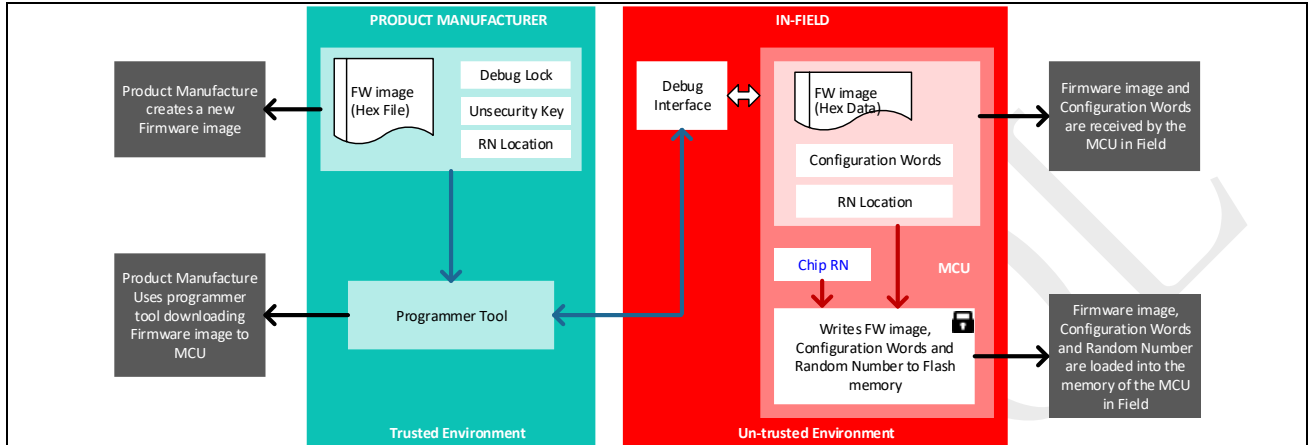 PRODUCT MANUFACTURER
IN-FIELD
Product Manufacture
creates a new
Firmware image
FW image
(Hex File)
Debug Lock
Unsecurity Key
RN Location
Debug
Interface
FW image
(Hex Data)
Configuration Words
RN Location
Firmware image and
Configuration Words
are received by the
MCU in Field
Chip RN
MCU
Product Manufacture
Uses programmer
tool downloading
Firmware image to
MCU
Programmer Tool
Writes FW image,
Configuration Words and
Random Number to Flash
memory
Firmware image,
Configuration Words
and Random Number
are loaded into the
memory of the MCU
in Field
Trusted Environment
Un-trusted Environment